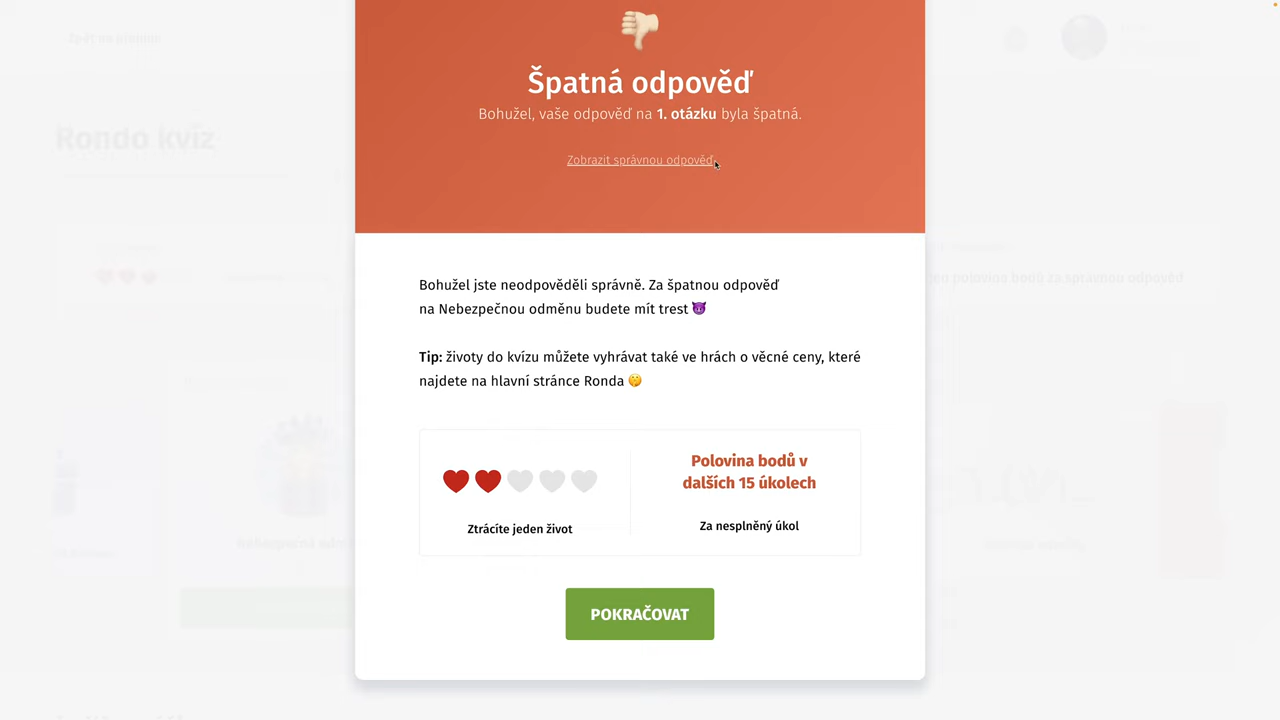 Špatná odpověď
Bohužel, vaše odpověď na 1. otázku byla špatná.
Zobrazit správnou odpověď
Rondo kvíz
Bohužel jste neodpověděli správně. Za špatnou odpověď
na Nebezpečnou odměnu budete mít trest 😈
Tip: životy do kvízu můžete vyhrávat také ve hrách o věcné ceny, které
najdete na hlavní stránce Ronda 🤫
Polovina bodů v
dalších 15 úkolech
Ztrácíte jeden život
Za nesplněný úkol
POKRAČOVAT